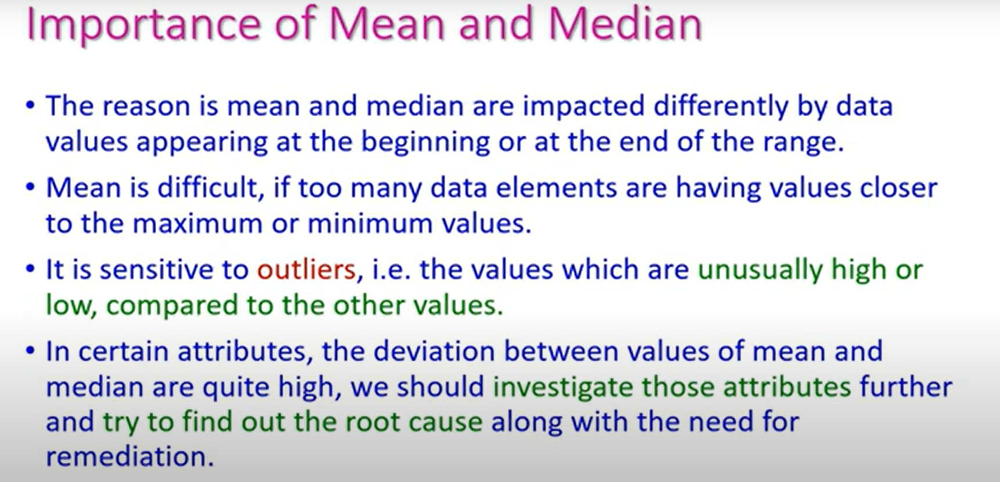 Importance of Mean and Median
• The reason is mean and median are impacted differently by data
values appearing at the beginning or at the end of the range.
• Mean is difficult, if too many data elements are having values closer
to the maximum or minimum values.
• It is sensitive to outliers, i.e. the values which are unusually high or
low, compared to the other values.
• In certain attributes, the deviation between values of mean and
median are quite high, we should investigate those attributes further
and try to find out the root cause along with the need for
remediation.